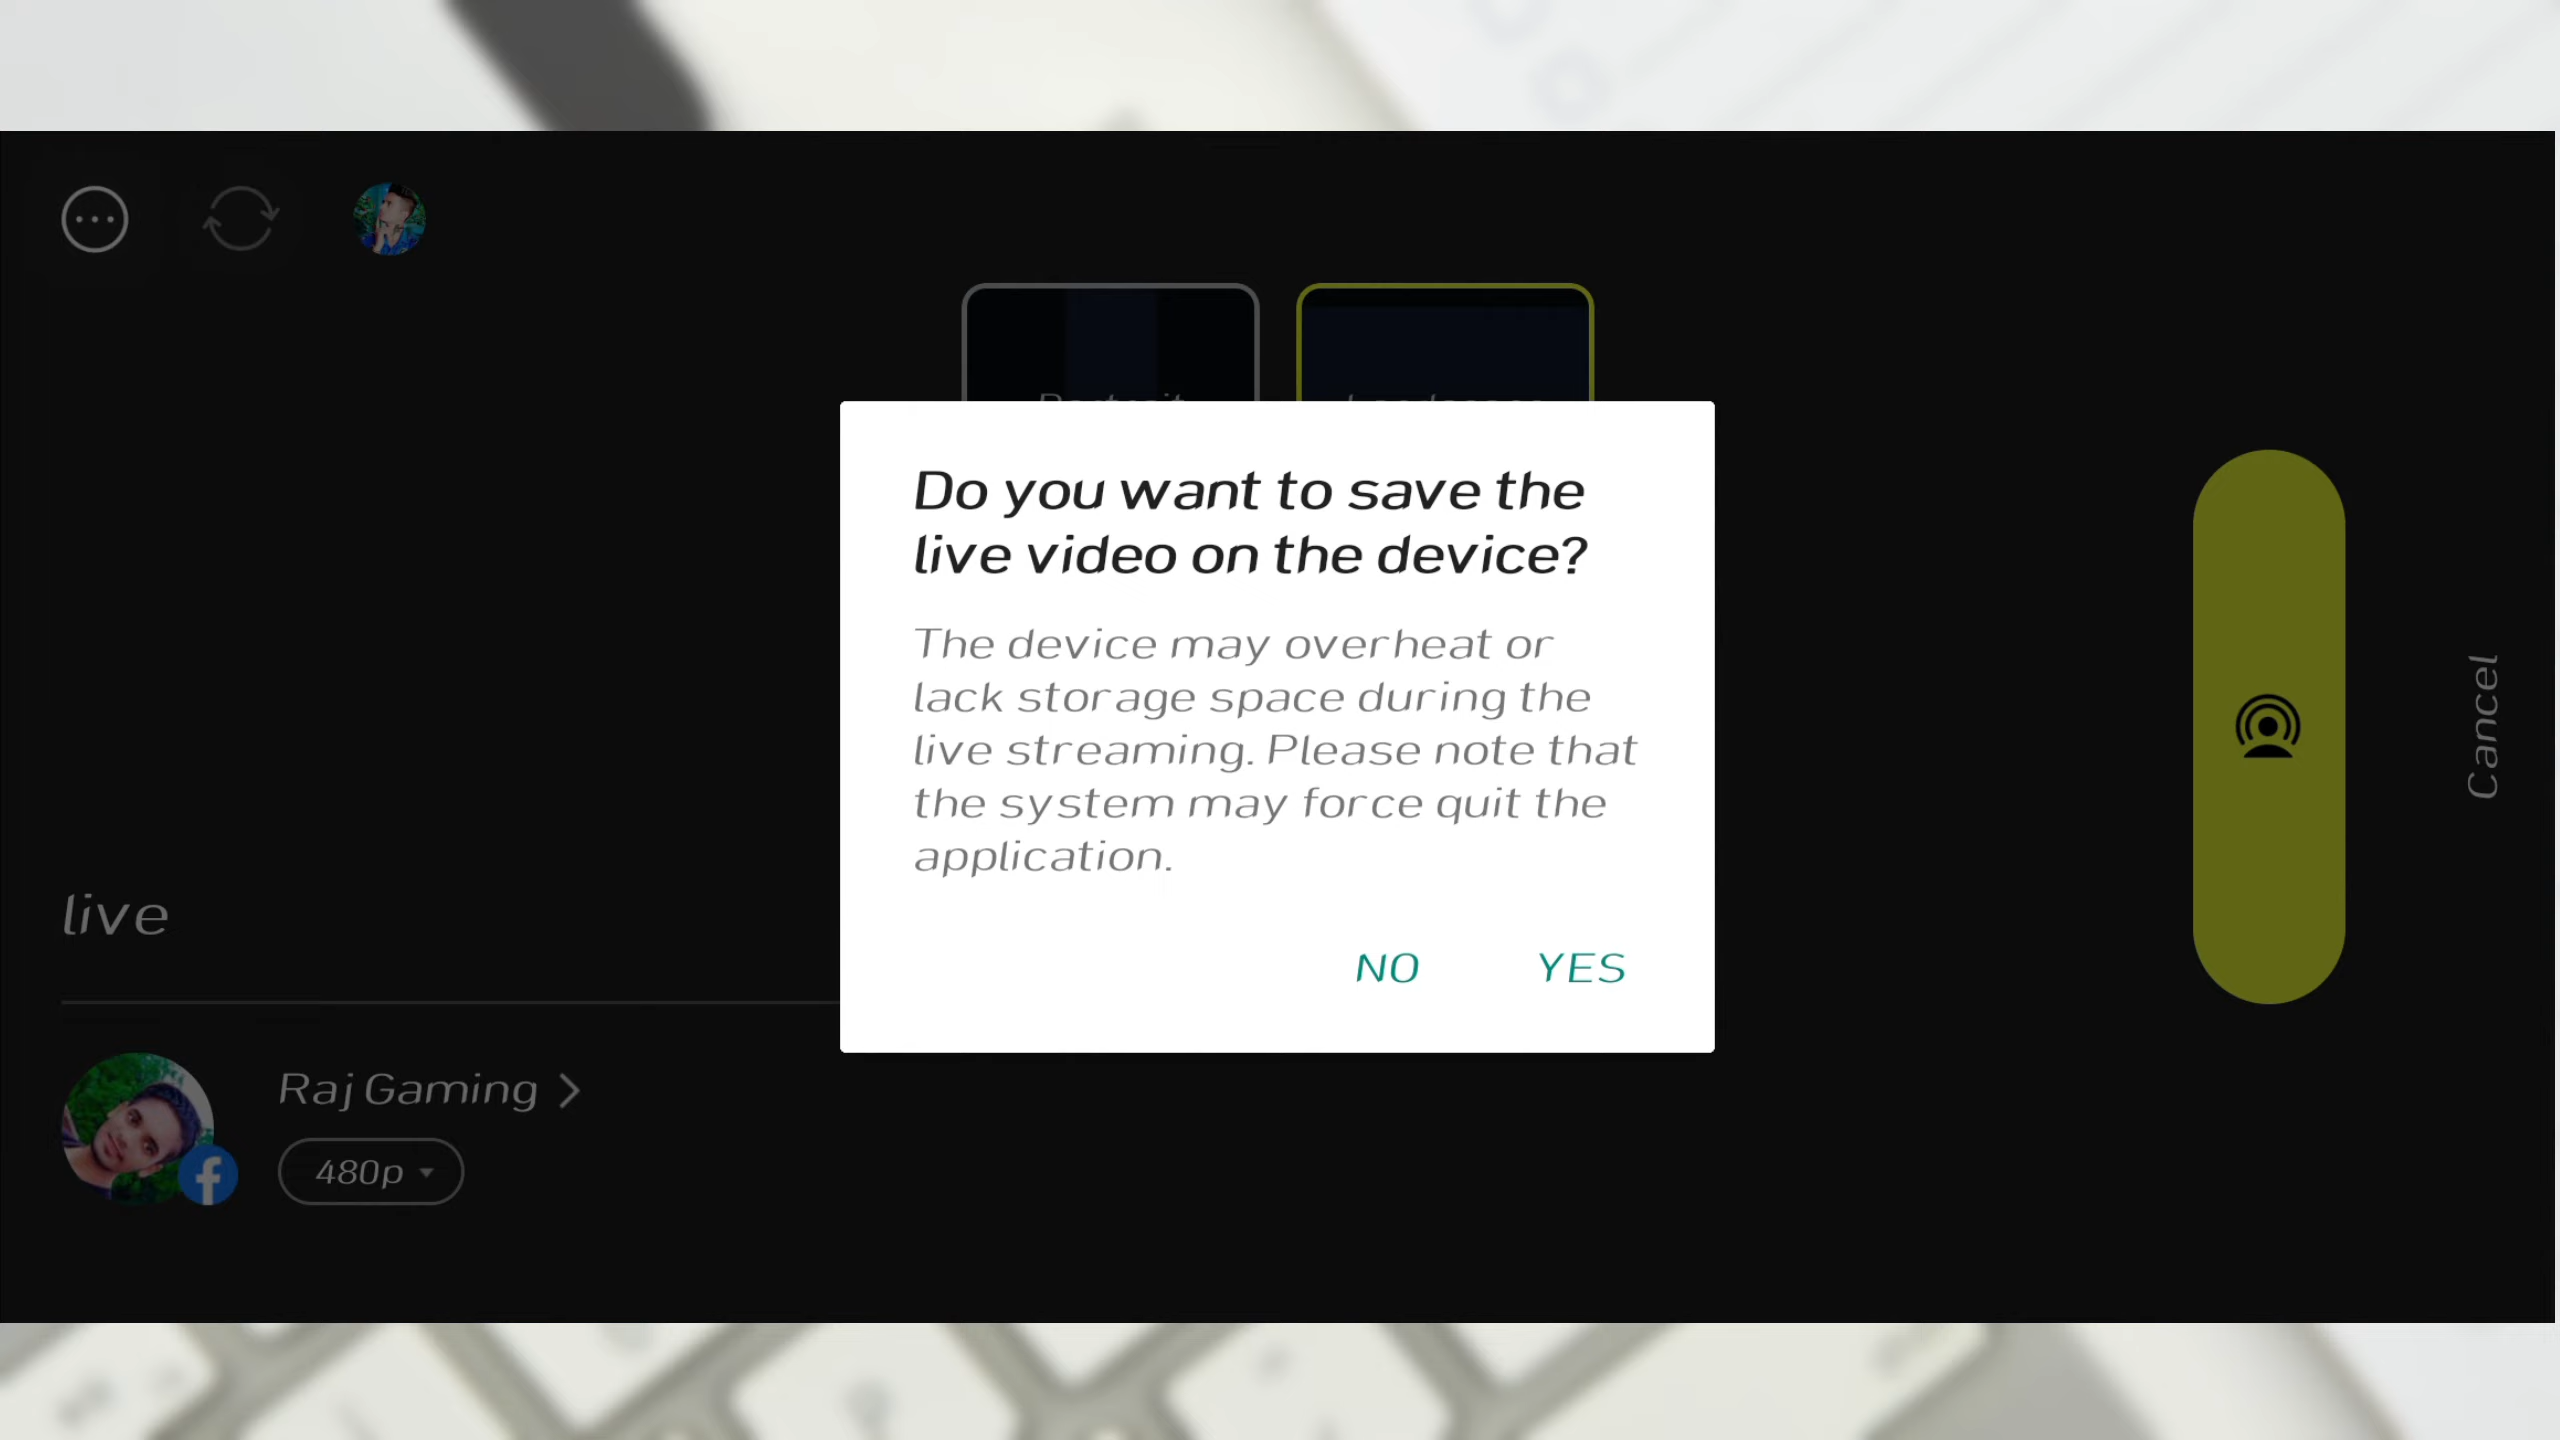 Do you want to save the
live video on the device?
The device may overheat or
lack storage space during the
live streaming. Please note that
the system may force quit the
application.
NO YES
live
Raj Gaming
480p
Cancel